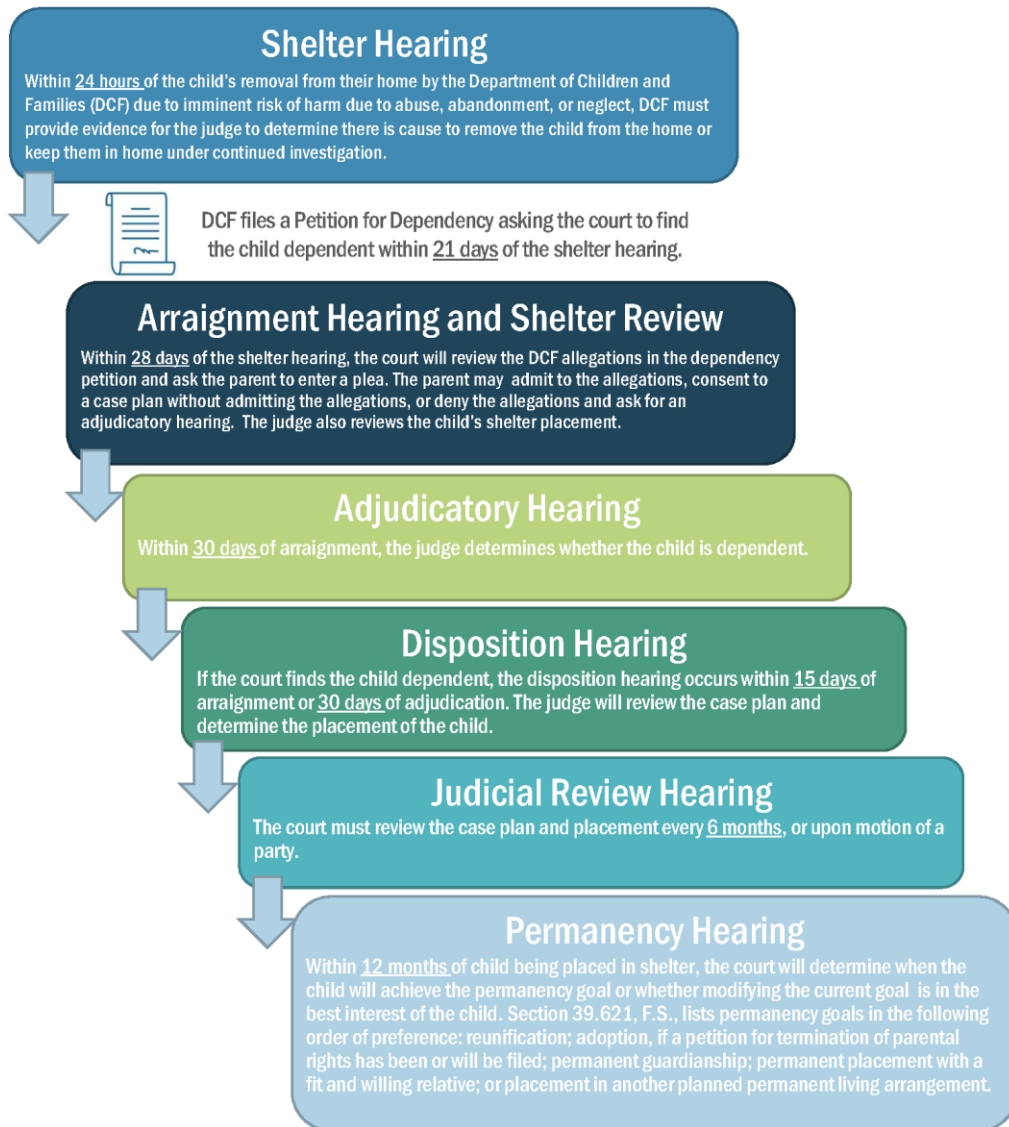 Shelter Hearing
Within 24 hours of the child's removal from their home by the Department of Children and
Families (DCF) due to imminent risk of harm due to abuse, abandonment, or neglect, DCF must
provide evidence for the judge to determine there is cause to remove the child from the home or
keep them in home under continued investigation.
DCF files a Petition for Dependency asking the court to find
the child dependent within 21 days of the shelter hearing.
Arraignment Hearing and Shelter Review
Within 28 days of the shelter hearing, the court will review the DCF allegations in the dependency
petition and ask the parent to enter a plea. The parent may admit to the allegations, consent to
a case plan without admitting the allegations, or deny the allegations and ask for an
adjudicatory hearing. The judge also reviews the child's shelter placement.
Adjudicatory Hearing
Within 30 days of arraignment, the judge determines whether the child is dependent.
Disposition Hearing
If the court finds the child dependent, the disposition hearing occurs within 15 days of
arraignment or 30 days of adjudication. The judge will review the case plan and
determine the placement of the child.
Judicial Review Hearing
The court must review the case plan and placement every 6 months, or upon motion of a
party.
Permanency Hearing
Within 12 months of child being placed in shelter, the court will determine when the
child will achieve the permanency goal or whether modifying the current goal is in the
best interest of the child. Section 39.621, F.S., lists permanency goals in the following
order of preference: reunification; adoption, if a petition for termination of parental
rights has been or will be filed; permanent guardianship; permanent placement with a
fit and willing relative; or placement in another planned permanent living arrangement.